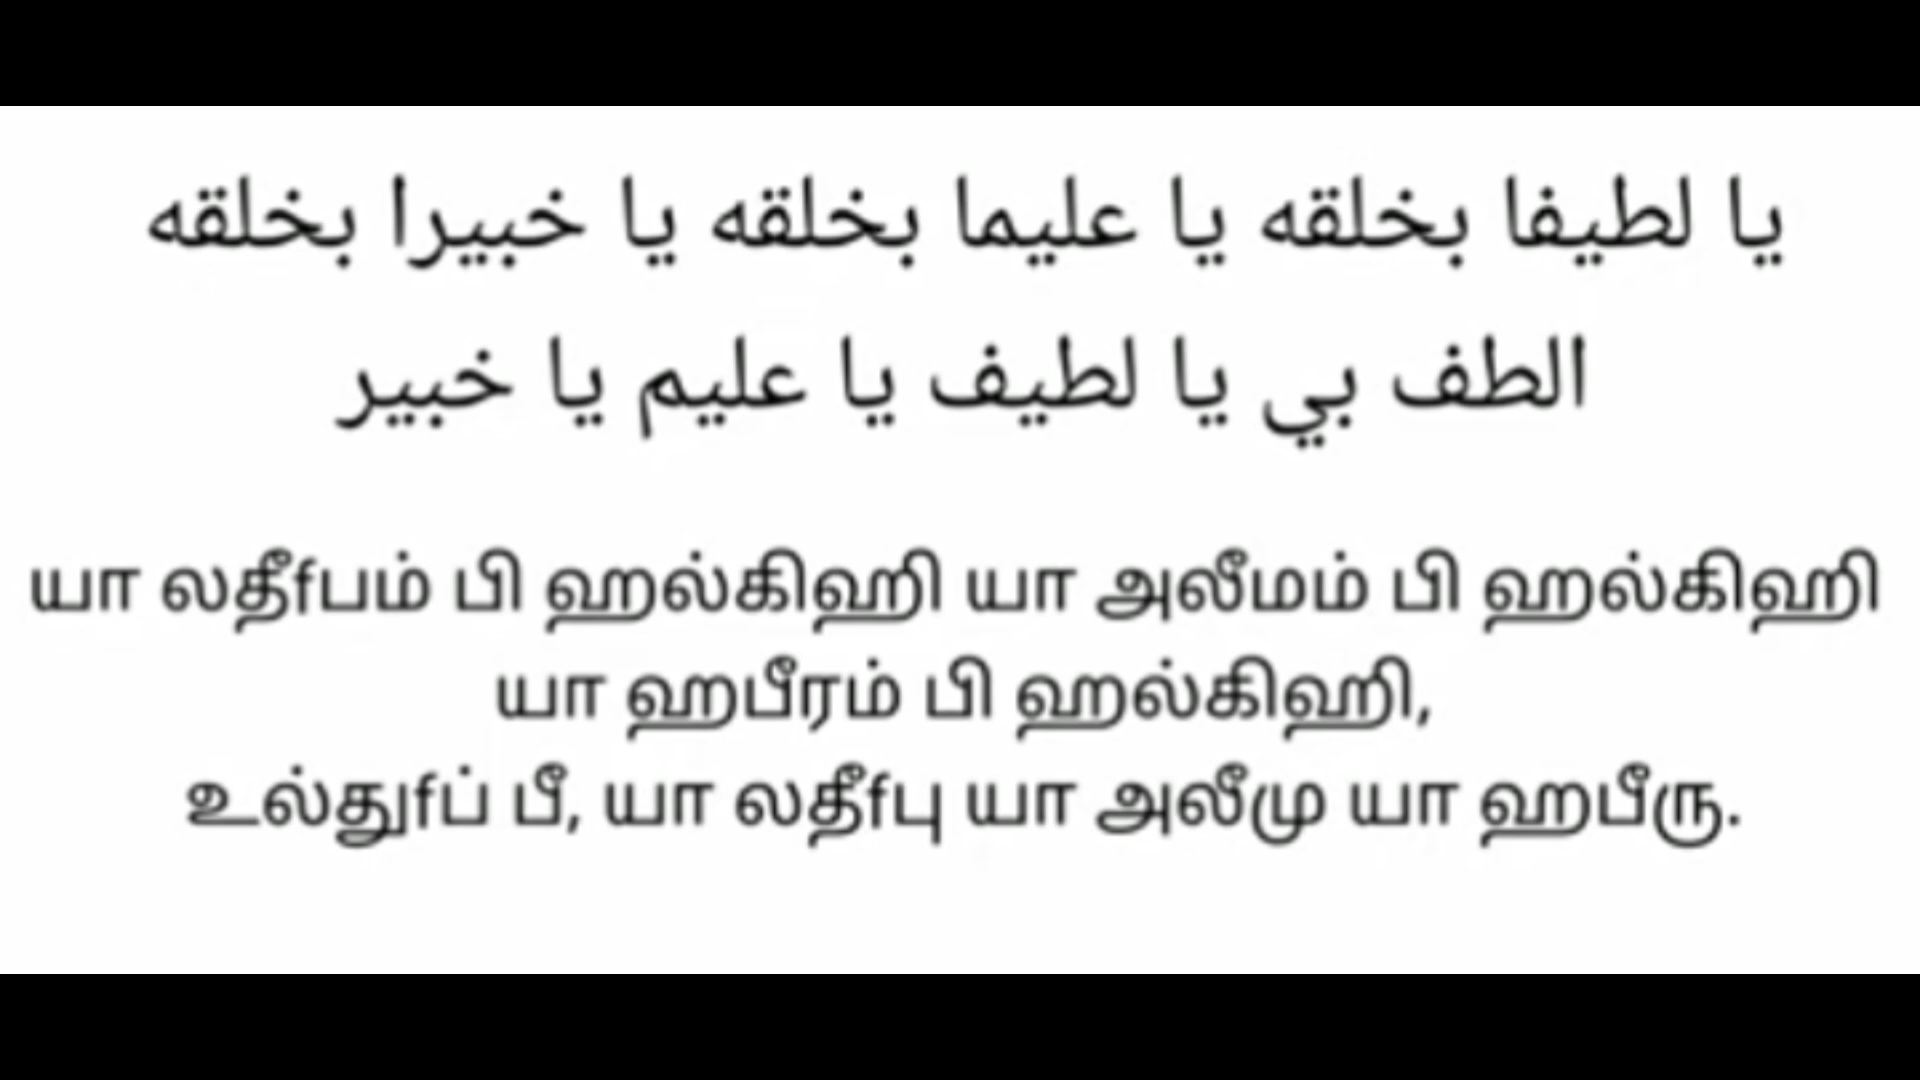 يا لطيفا بخلقه يا عليما بخلقه يا خبيرا بخلقه
الطف بي يا لطيف يا عليم يا خبير
யா லதீfபம் பி ஹல்கிஹி யா அலீமம் பி ஹல்கிஹி
யா ஹபீரம் பி ஹல்கிஹி,
உல்துfப் பீ, யா லதீfபு யா அலீமு யா ஹபீரு.